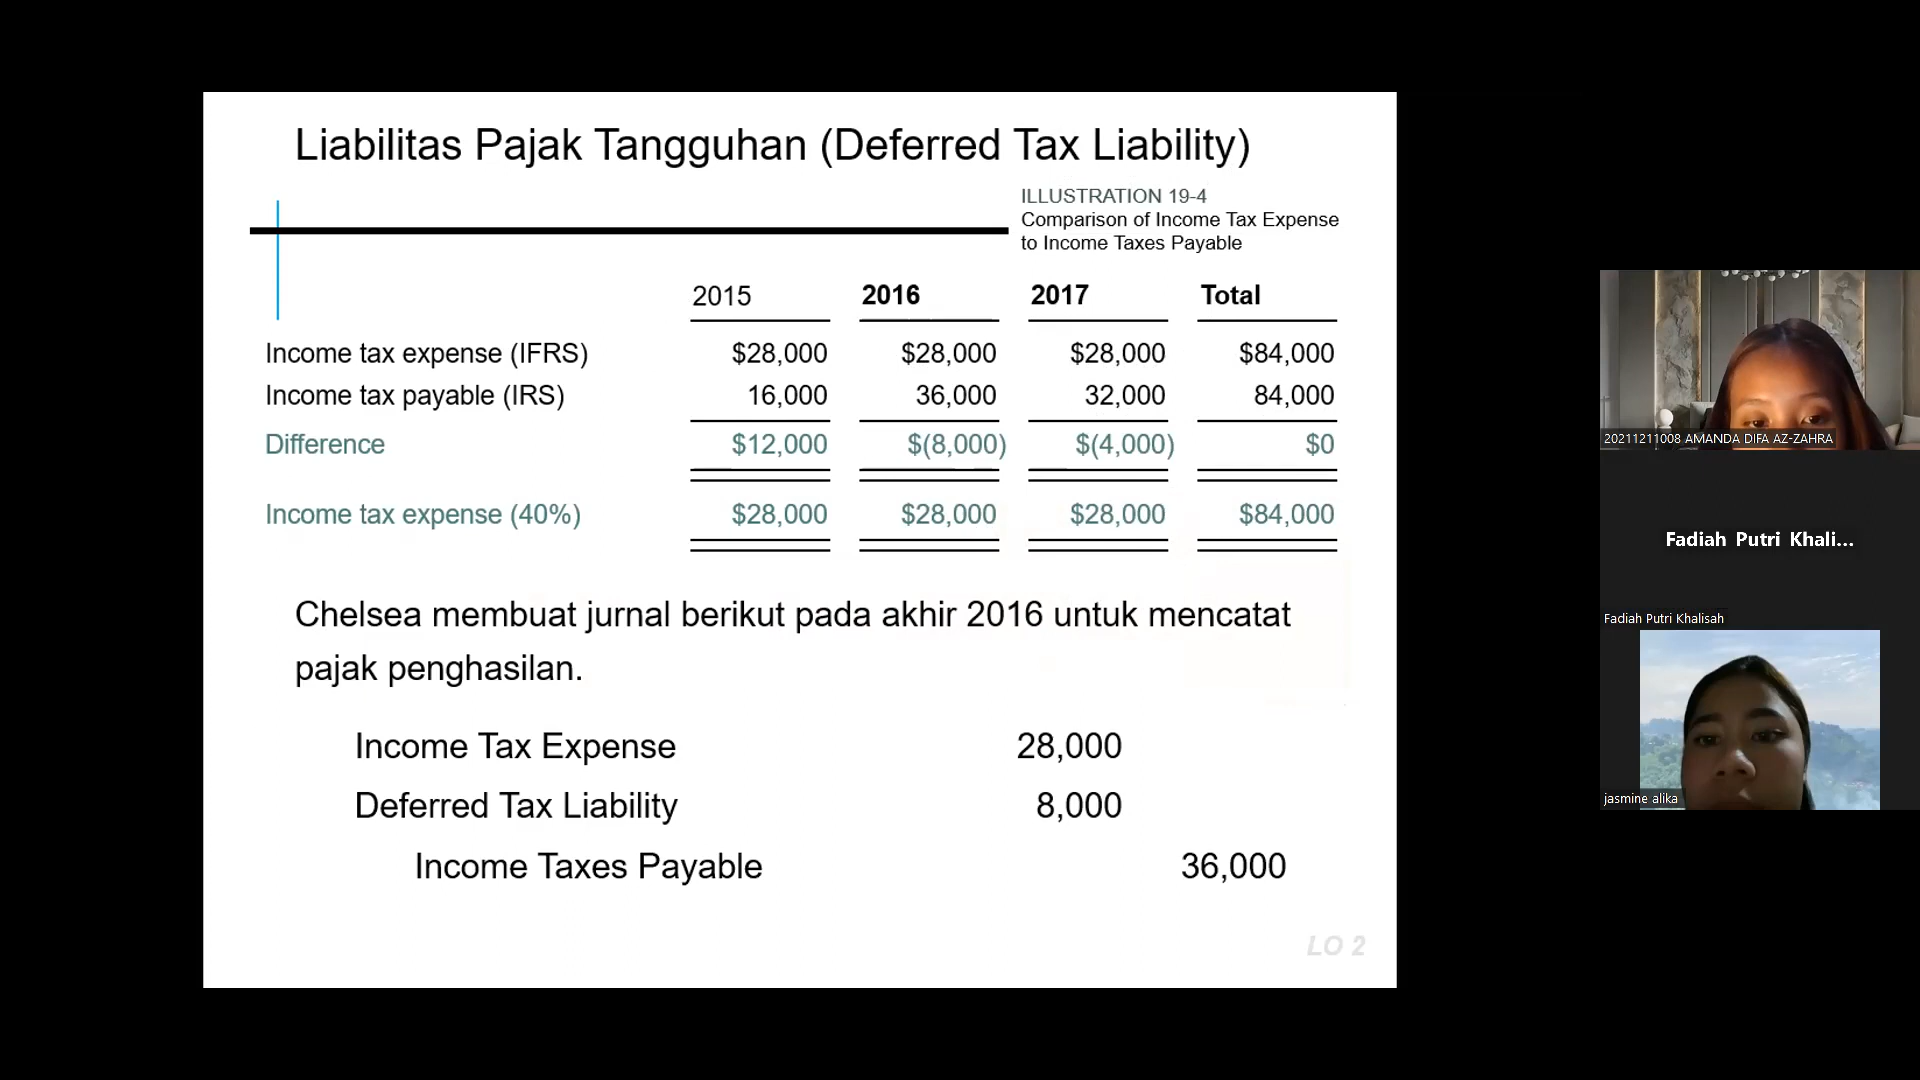 Liabilitas Pajak Tangguhan (Deferred Tax Liability)
ILLUSTRATION 19-4
Comparison of Income Tax Expense
to Income Taxes Payable
2015 2016 2017 Total
Income tax expense (IFRS) $28,000 $28,000 $28,000 $84,000
Income tax payable (IRS) 16,000 36,000 32,000 84,000
Difference $12,000 $(8,000) $(4,000) $0
Income tax expense (40%) $28,000 $28,000 $28,000 $84,000
Chelsea membuat jurnal berikut pada akhir 2016 untuk mencatat
pajak penghasilan.
Income Tax Expense 28,000
Deferred Tax Liability 8,000
Income Taxes Payable 36,000
LO 2
20211211008 AMANDA DIFA AZ-ZAHRA
Fadiah Putri Khali...
Fadiah Putri Khalisah
jasmine alika